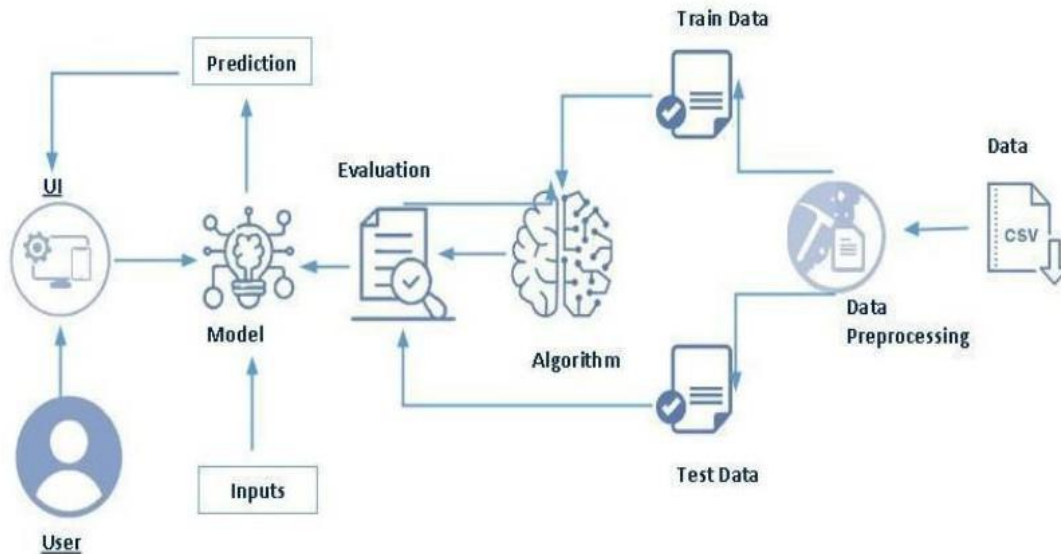 Train Data
Prediction
Data
Evaluation
UI
CSV
Model
Data
Preprocessing
Algorithm
Inputs
Test Data
User